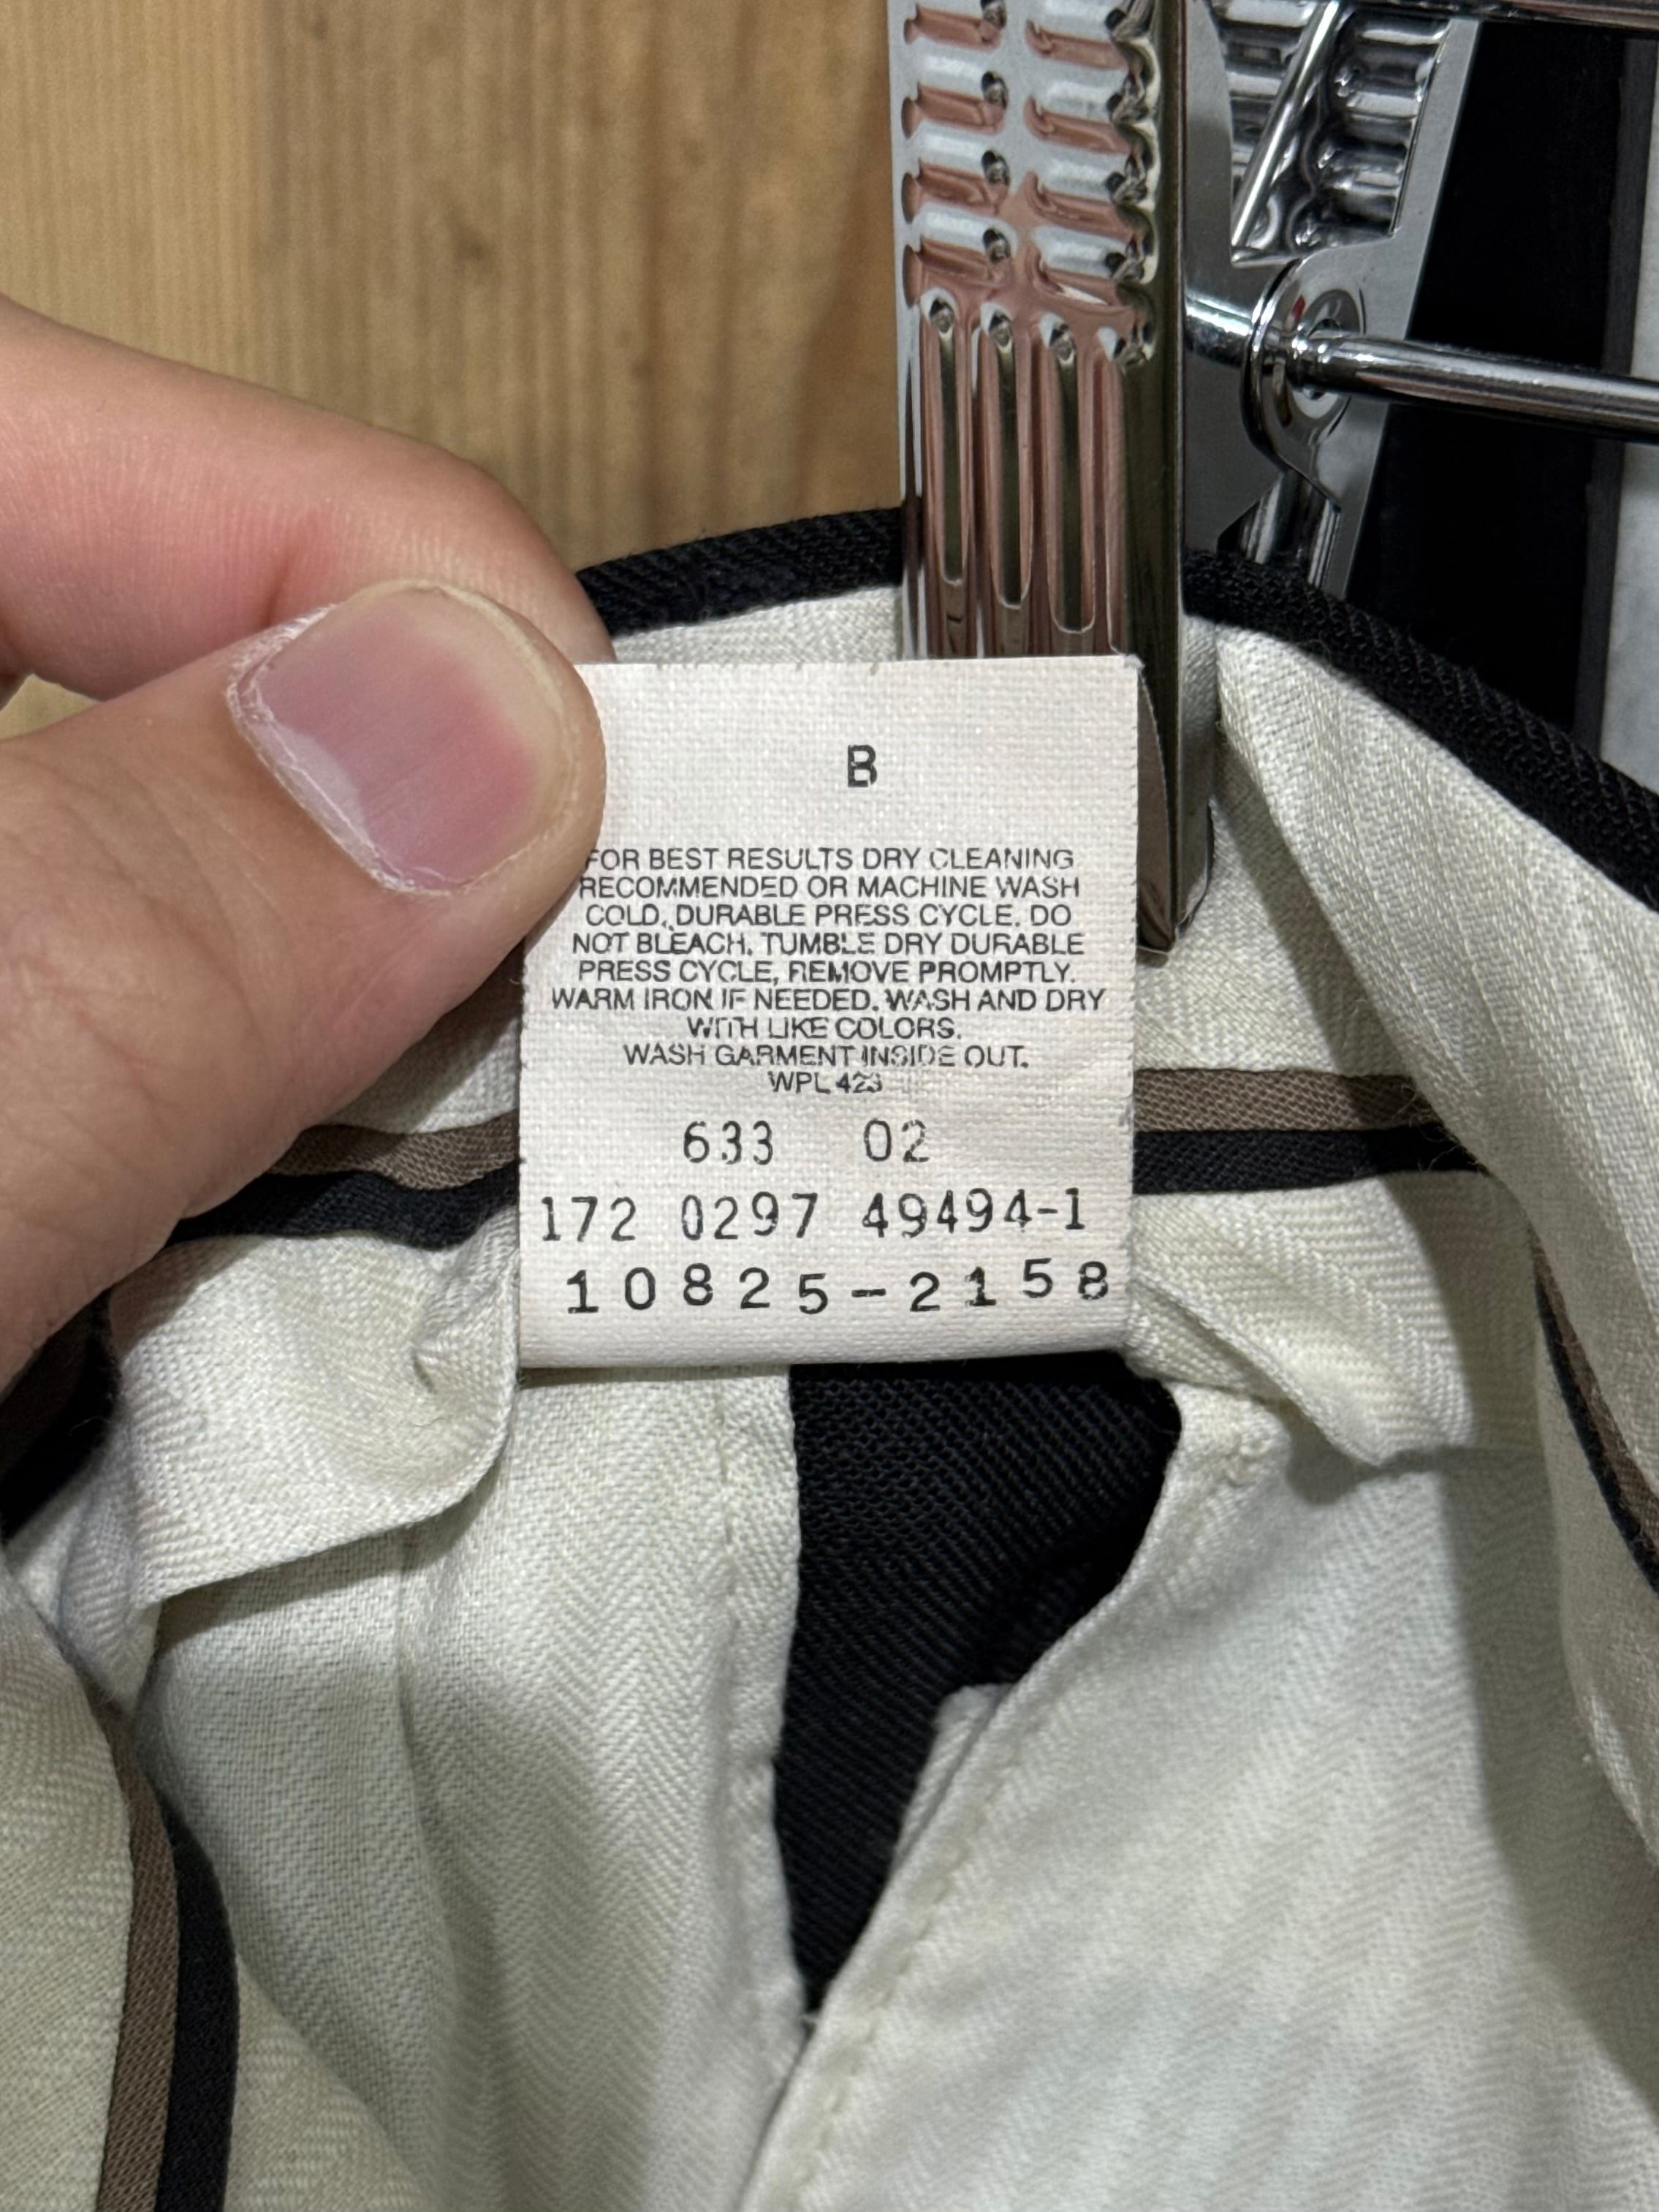 B
FOR BEST RESULTS DRY CLEANING
RECOMMENDED OR MACHINE WASH
COLD, DURABLE PRESS CYCLE. DO
NOT BLEACH. TUMBLE DRY DURABLE
PRESS CYCLE, REMOVE PROMPTLY.
WARM IRON IF NEEDED. WASH AND DRY
WITH LIKE COLORS.
WASH GARMENT INSIDE OUT.
WPL 423
633 02
172 0297 49494-1
10825-2158